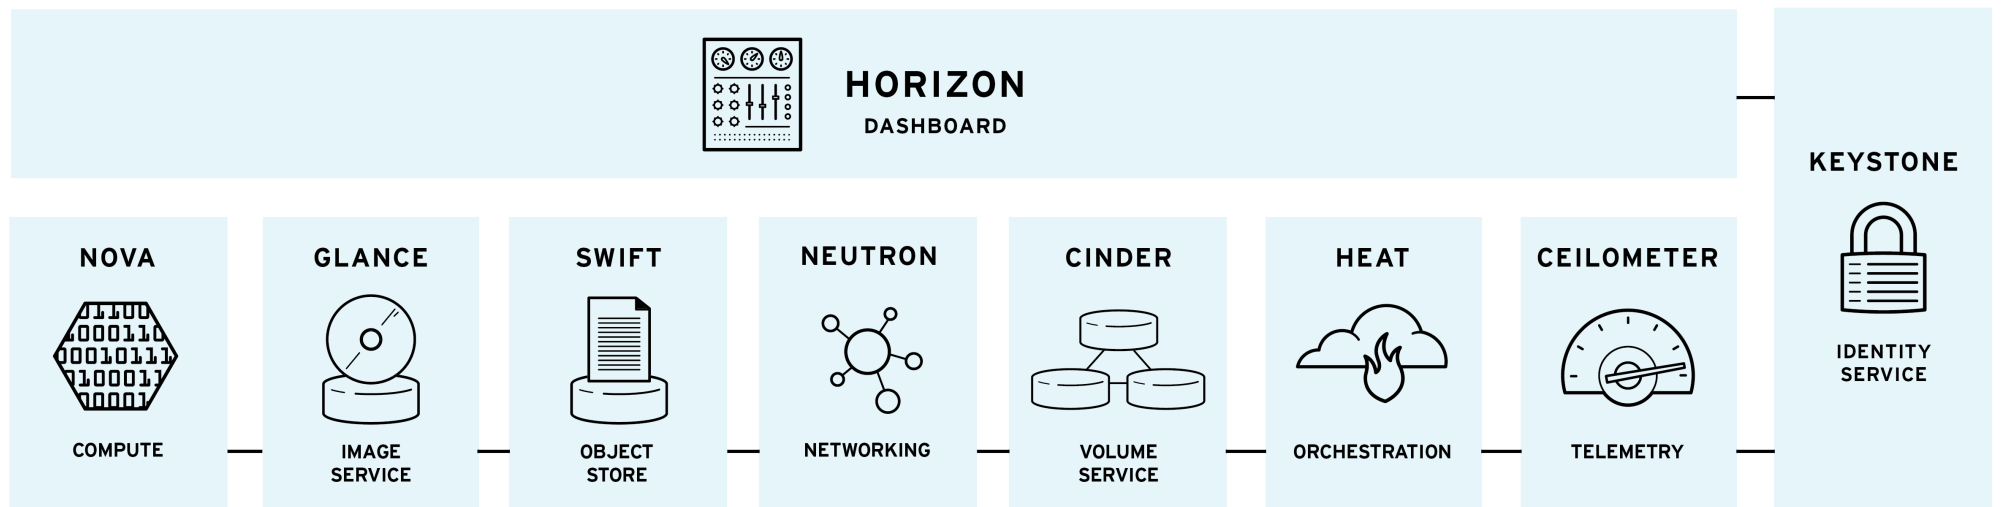 HORIZON
DASHBOARD
KEYSTONE
IDENTITY
SERVICE
NOVA
COMPUTE
GLANCE
IMAGE
SERVICE
SWIFT
OBJECT
STORE
NEUTRON
NETWORKING
CINDER
VOLUME
SERVICE
HEAT
ORCHESTRATION
CEILOMETER
TELEMETRY